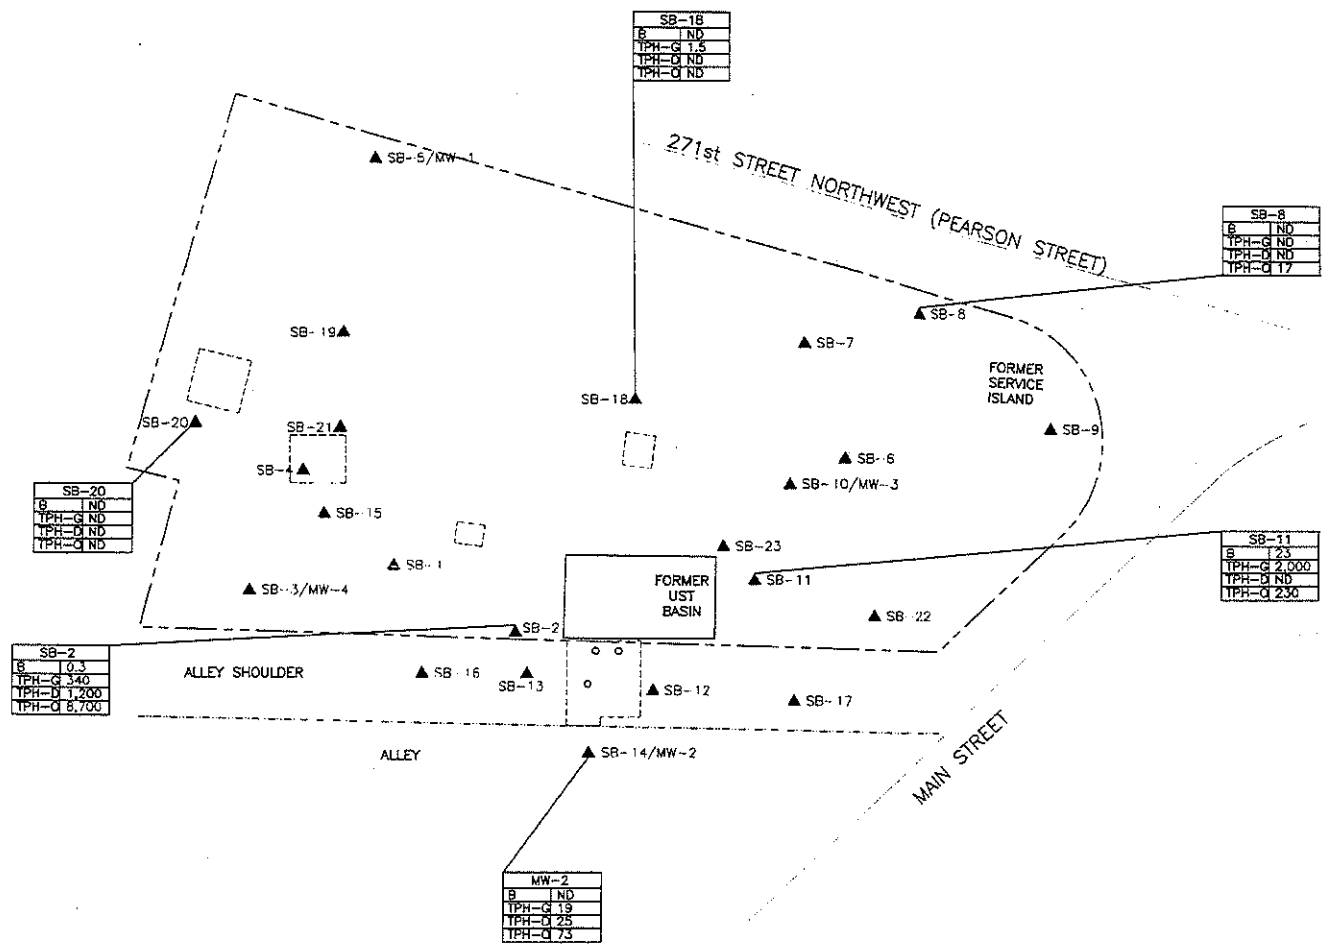 SB-18
B ND
TPH-G 1.5
TPH-D ND
TPH-O ND
271st STREET NORTHWEST (PEARSON STREET)
SB-5/MW-1
SB-8
B ND
TPH-G ND
TPH-D ND
TPH-O 17
SB-8
SB-19
SB-7
FORMER
SERVICE
ISLAND
SB-18
SB-20
SB-21
SB-9
SB-4
SB-6
SB-10/MW-3
SB-20
B ND
TPH-G ND
TPH-D ND
TPH-O ND
SB-15
SB-23
SB-11
B 23
TPH-G 2,000
TPH-D ND
TPH-O 230
SB-1
FORMER
UST
BASIN
SB-11
SB-3/MW-4
SB-22
SB-2
SB-2
B 0.3
TPH-G 340
TPH-D 1,200
TPH-O 8,700
ALLEY SHOULDER
SB-16
SB-13
SB-12
SB-17
ALLEY
SB-14/MW-2
MAIN STREET
MW-2
B ND
TPH-G 19
TPH-D 25
TPH-O 73